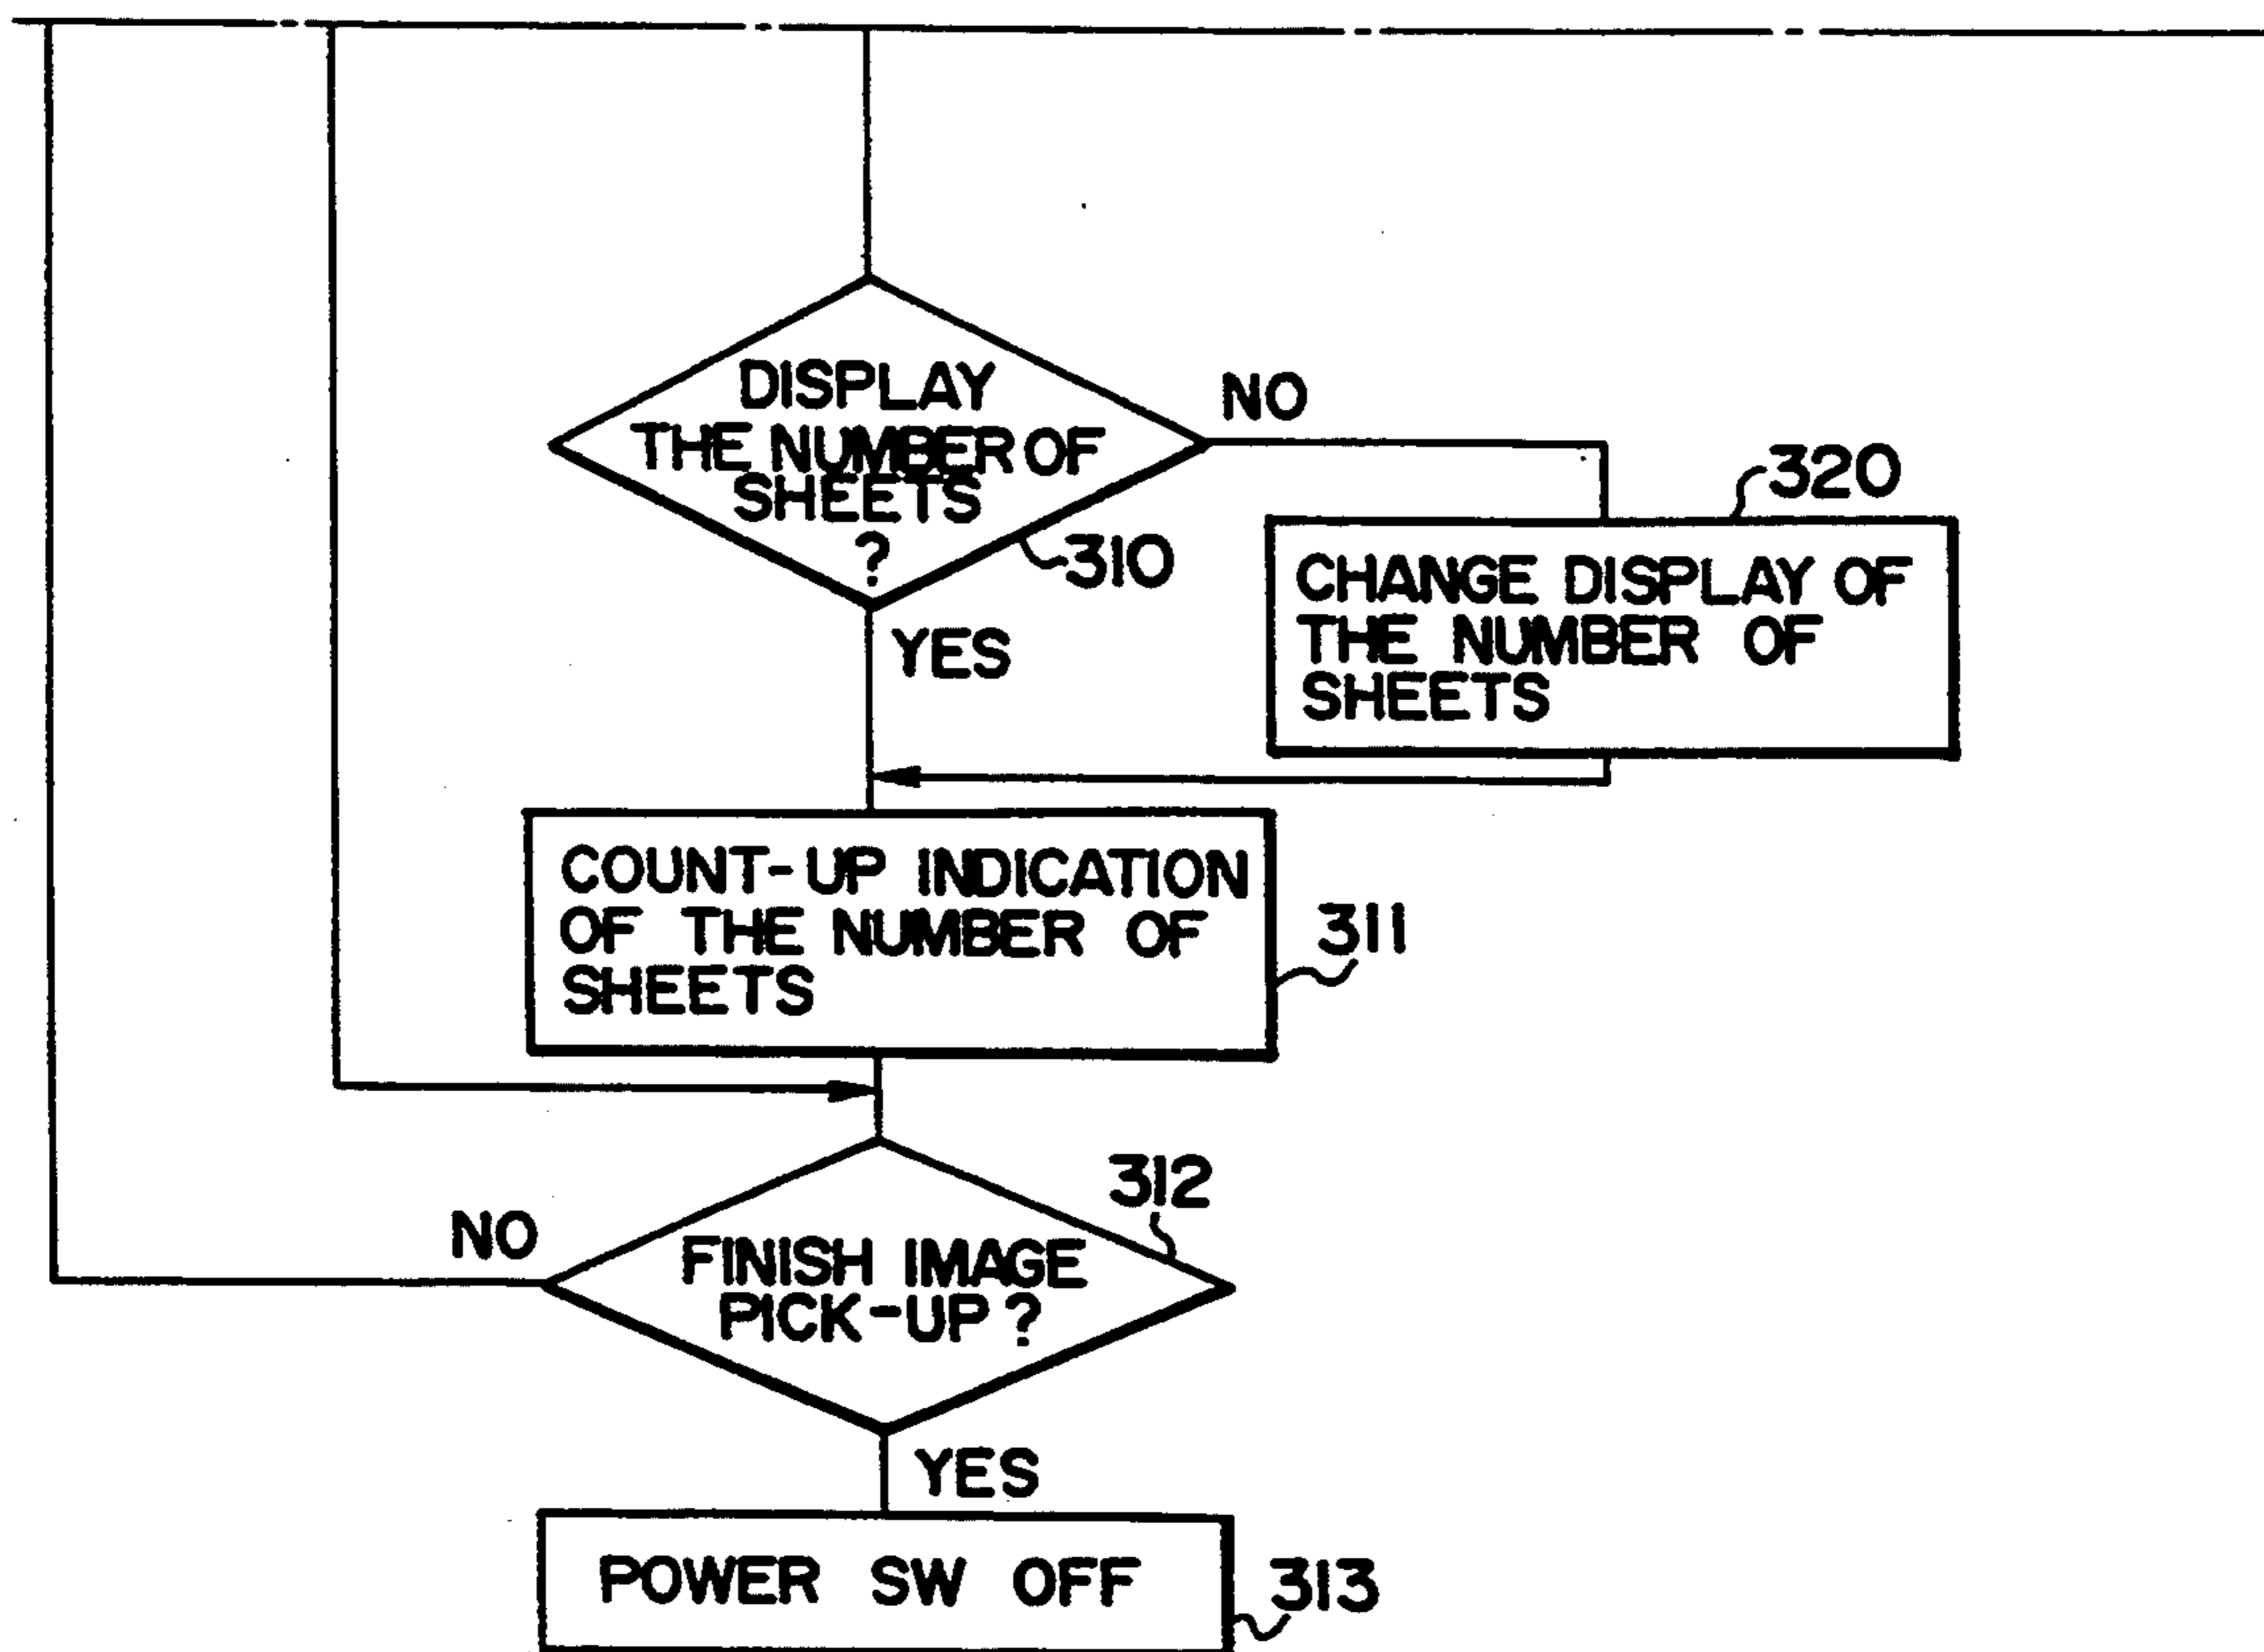 DISPLAY
THE NUMBER OF
SHEETS
?
310
NO
320
CHANGE DISPLAY OF
THE NUMBER OF
SHEETS
YES
COUNT-UP INDICATION
OF THE NUMBER OF
SHEETS
311
312
NO
FINISH IMAGE
PICK-UP ?
YES
POWER SW OFF
313